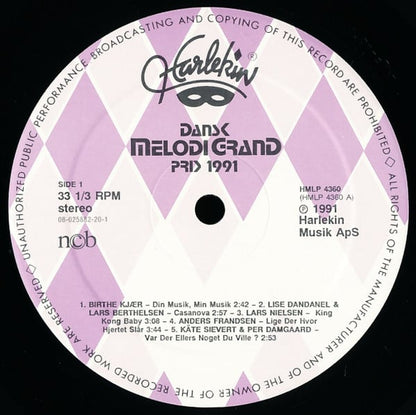 ALL RIGHTS OF THE MANUFACTURER AND OF THE OWNER OF THE RECORDED WORK ARE RESERVED ◇ UNAUTHORIZED PUBLIC PERFORMANCE BROADCASTING AND COPYING OF THIS RECORD PROHIBITED ◇
Harlekin ®
DANSK
MELODI GRAND
PRIX 1991
SIDE 1
33 1/3 RPM
stereo
08-025882-20-1
ncb
HMLP 4360
(HMLP 4360 A)
℗ 1991
Harlekin
Musik ApS
1. BIRTHE KJÆR – Din Musik, Min Musik 2:42 - 2. LISE DANDANEL &
LARS BERTHELSEN – Casanova 2:57 - 3. LARS NIELSEN – King
Kong Baby 3:08 - 4. ANDERS FRANDSEN – Lige Der Hvor
Hjertet Slår 3:44 – 5. KÄTE SIEVERT & PER DAMGAARD -
Var Der Ellers Noget Du Ville ? 2:53